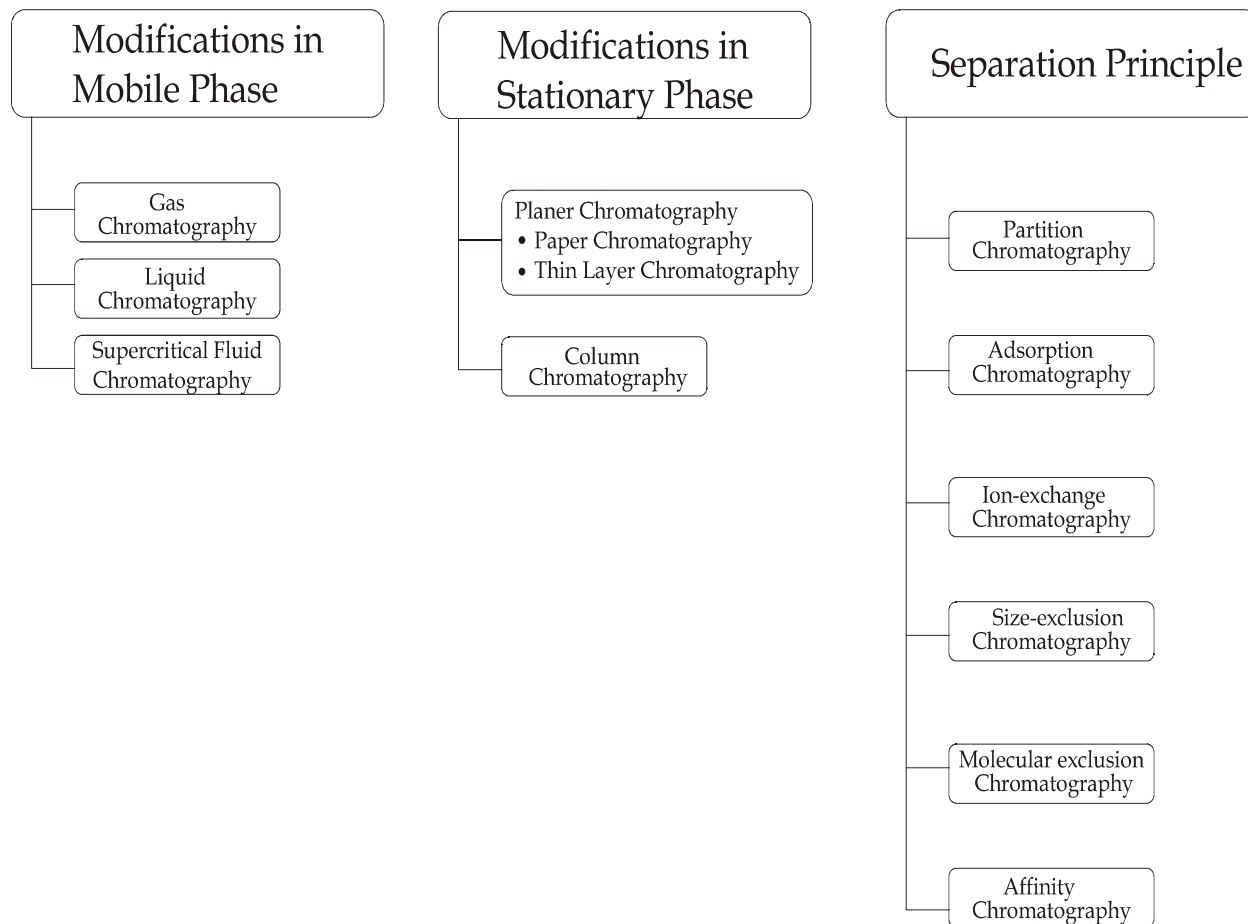 Modifications in
Mobile Phase
Gas
Chromatography
Liquid
Chromatography
Supercritical Fluid
Chromatography
Modifications in
Stationary Phase
Planer Chromatography
• Paper Chromatography
• Thin Layer Chromatography
Column
Chromatography
Separation Principle
Partition
Chromatography
Adsorption
Chromatography
Ion-exchange
Chromatography
Size-exclusion
Chromatography
Molecular exclusion
Chromatography
Affinity
Chromatography